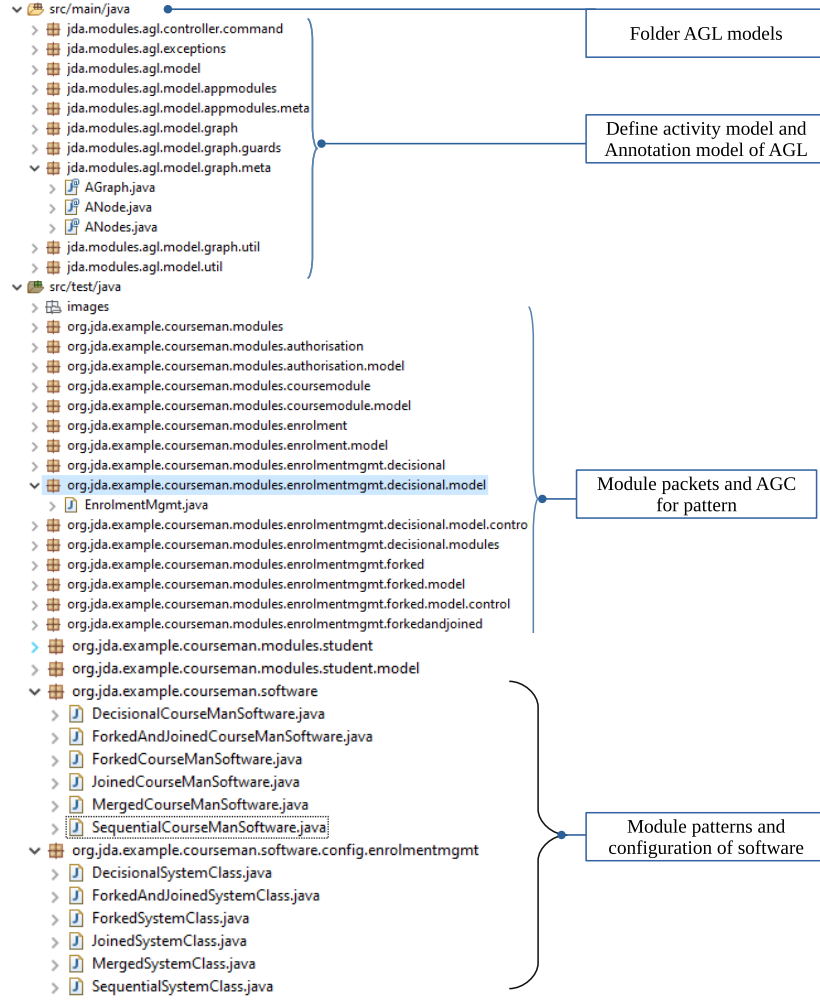 src/main/java
Folder AGL models
jda.modules.agl.controller.command
jda.modules.agl.exceptions
jda.modules.agl.model
jda.modules.agl.model.appmodules
jda.modules.agl.model.appmodules.meta
jda.modules.agl.model.graph
jda.modules.agl.model.graph.guards
jda.modules.agl.model.graph.meta
Define activity model and
Annotation model of AGL
AGraph.java
ANode.java
ANodes.java
jda.modules.agl.model.graph.util
jda.modules.agl.model.util
src/test/java
images
org.jda.example.courseman.modules
org.jda.example.courseman.modules.authorisation
org.jda.example.courseman.modules.authorisation.model
org.jda.example.courseman.modules.coursemodule
org.jda.example.courseman.modules.coursemodule.model
org.jda.example.courseman.modules.enrolment
org.jda.example.courseman.modules.enrolment.model
org.jda.example.courseman.modules.enrolmentmgmt.decisional
org.jda.example.courseman.modules.enrolmentmgmt.decisional.model
EnrolmentMgmt.java
Module packets and AGC
for pattern
org.jda.example.courseman.modules.enrolmentmgmt.decisional.model.contro
org.jda.example.courseman.modules.enrolmentmgmt.decisional.modules
org.jda.example.courseman.modules.enrolmentmgmt.forked
org.jda.example.courseman.modules.enrolmentmgmt.forked.model
org.jda.example.courseman.modules.enrolmentmgmt.forked.model.control
org.jda.example.courseman.modules.enrolmentmgmt.forkedandjoined
org.jda.example.courseman.modules.student
org.jda.example.courseman.modules.student.model
org.jda.example.courseman.software
DecisionalCourseManSoftware.java
ForkedAndJoinedCourseManSoftware.java
ForkedCourseManSoftware.java
JoinedCourseManSoftware.java
MergedCourseManSoftware.java
SequentialCourseManSoftware.java
Module patterns and
configuration of software
org.jda.example.courseman.software.config.enrolmentmgmt
DecisionalSystemClass.java
ForkedAndJoinedSystemClass.java
ForkedSystemClass.java
JoinedSystemClass.java
MergedSystemClass.java
SequentialSystemClass.java